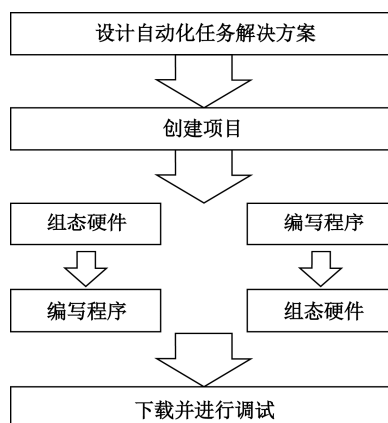 设计自动化任务解决方案
创建项目
组态硬件
编写程序
编写程序
组态硬件
下载并进行调试